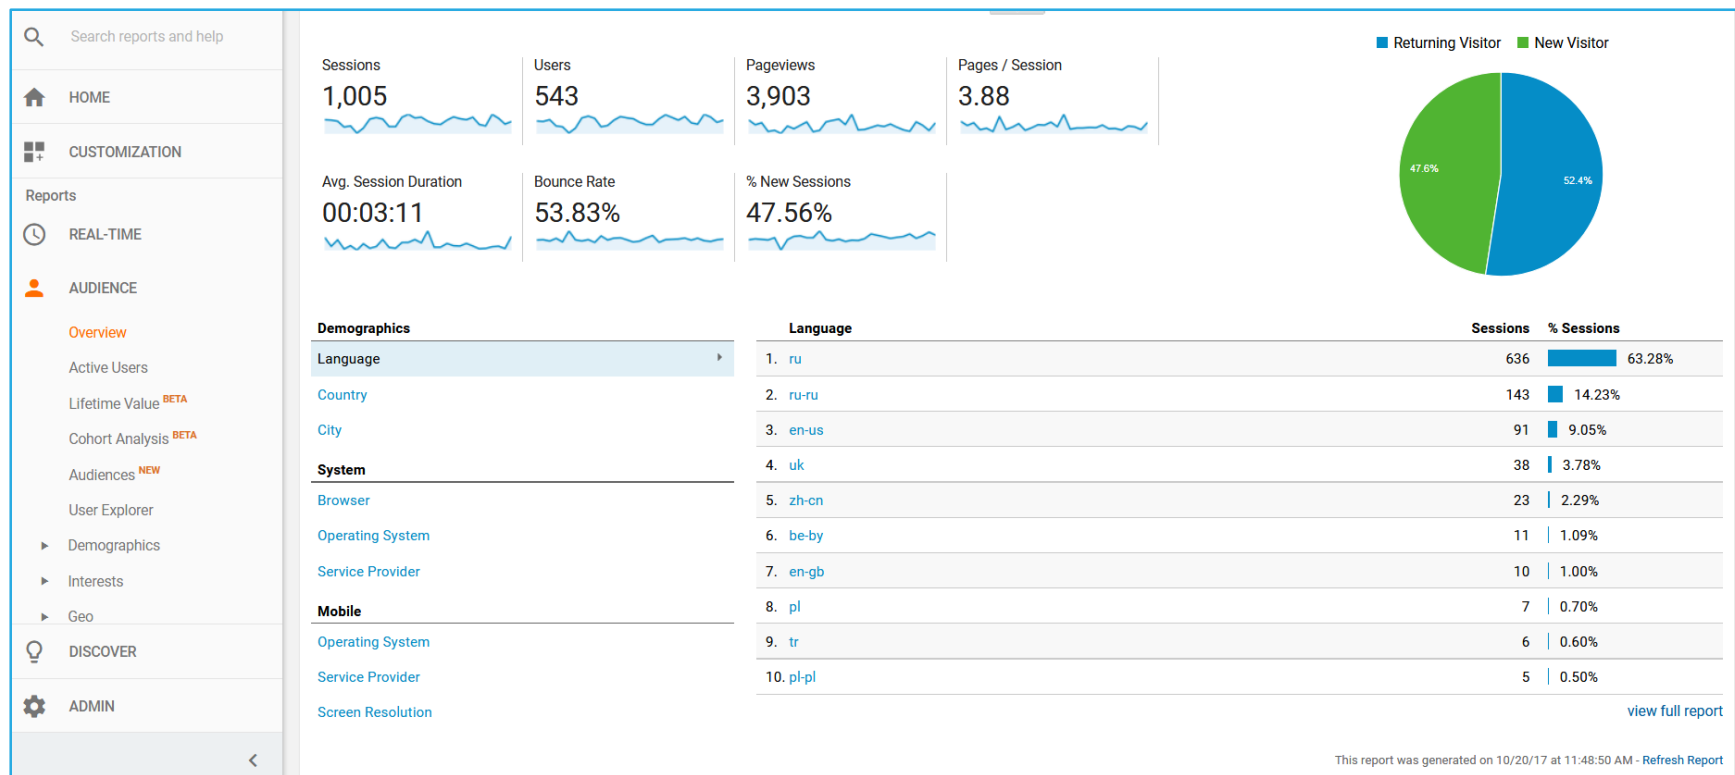 Search reports and help
HOME
CUSTOMIZATION
Reports
REAL-TIME
AUDIENCE
Overview
Active Users
Lifetime Value BETA
Cohort Analysis BETA
Audiences NEW
User Explorer
Demographics
Interests
Geo
DISCOVER
ADMIN
Sessions
1,005
Users
543
Pageviews
3,903
Pages / Session
3.88
Avg. Session Duration
00:03:11
Bounce Rate
53.83%
% New Sessions
47.56%
Returning Visitor New Visitor
47.6%
52.4%
Demographics
Language
Country
City
System
Browser
Operating System
Service Provider
Mobile
Operating System
Service Provider
Screen Resolution
Language Sessions % Sessions
1. ru 636 63.28%
2. ru-ru 143 14.23%
3. en-us 91 9.05%
4. uk 38 3.78%
5. zh-cn 23 2.29%
6. be-by 11 1.09%
7. en-gb 10 1.00%
8. pl 7 0.70%
9. tr 6 0.60%
10. pl-pl 5 0.50%
view full report
This report was generated on 10/20/17 at 11:48:50 AM - Refresh Report